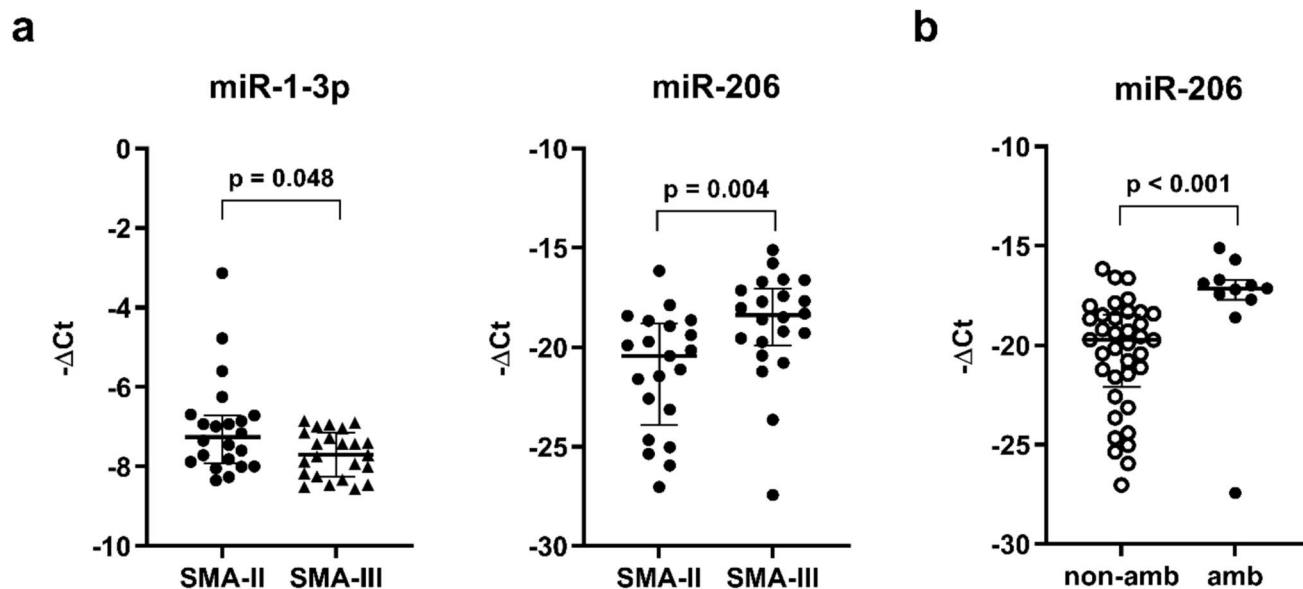 a
miR-1-3p
0
-2
-4
-6
-8
-10
-ΔCt
p = 0.048
SMA-II
SMA-III
miR-206
-10
-15
-20
-25
-30
-ΔCt
p = 0.004
SMA-II
SMA-III
b
miR-206
-10
-15
-20
-25
-30
-ΔCt
p < 0.001
non-amb
amb